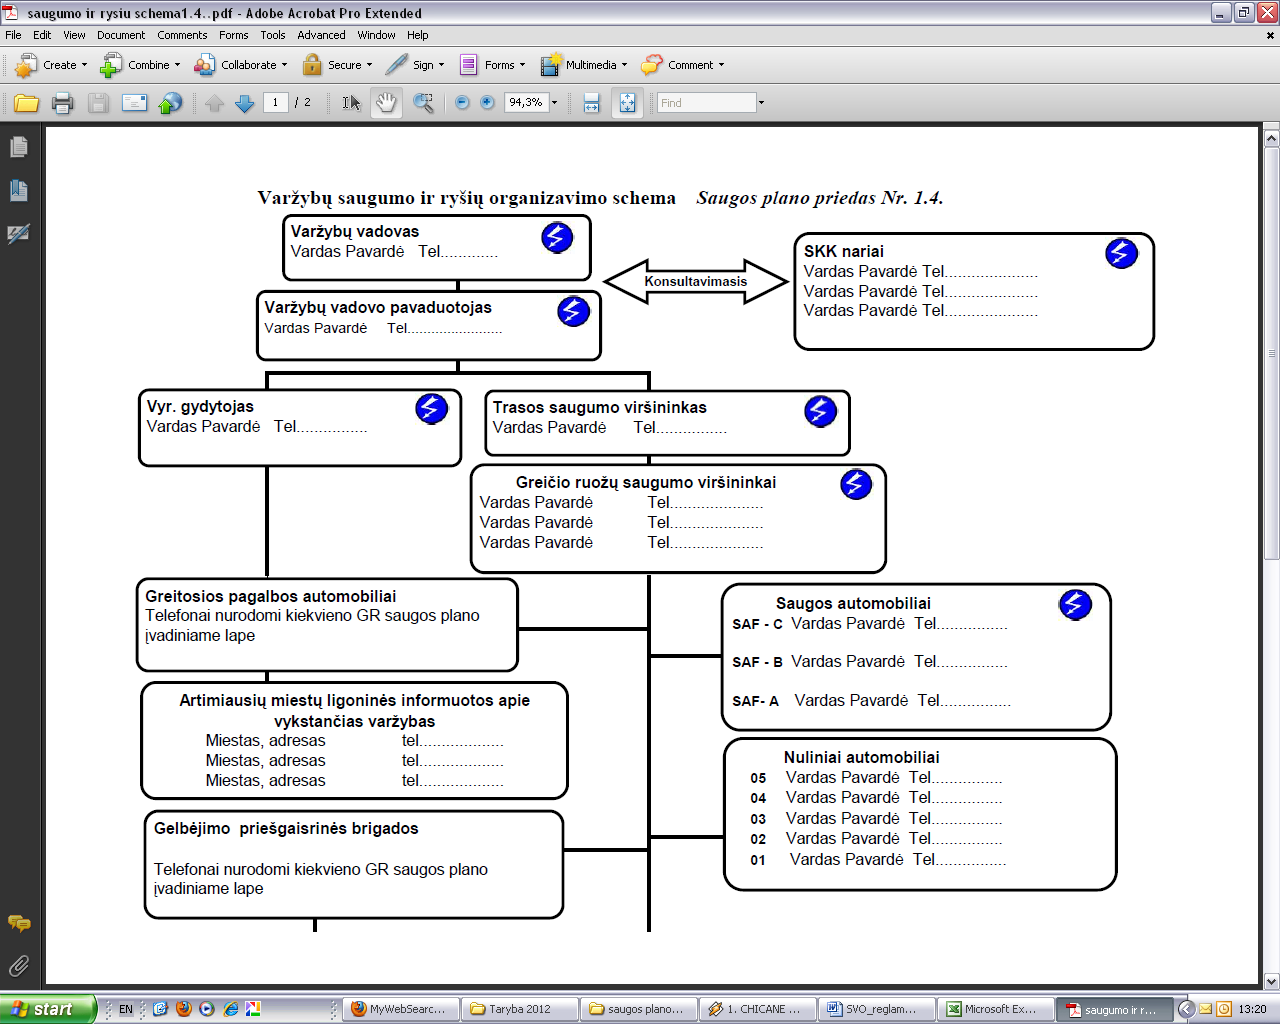 saugumo ir rysiu schema1.4..pdf - Adobe Acrobat Pro Extended
File Edit View Document Comments Forms Tools Advanced Window Help
Create Combine Collaborate Secure Sign Forms Multimedia Comment
1 / 2 94,3% Find
Varžybų saugumo ir ryšių organizavimo schema Saugos plano priedas Nr. 1.4.
Varžybų vadovas
Vardas Pavardė Tel.............
Konsultavimasis
SKK nariai
Vardas Pavardė Tel.....................
Vardas Pavardė Tel.....................
Vardas Pavardė Tel.....................
Varžybų vadovo pavaduotojas
Vardas Pavardė Tel........................
Vyr. gydytojas
Vardas Pavardė Tel................
Trasos saugumo viršininkas
Vardas Pavardė Tel................
Greičio ruožų saugumo viršininkai
Vardas Pavardė Tel.....................
Vardas Pavardė Tel.....................
Vardas Pavardė Tel.....................
Greitosios pagalbos automobiliai
Telefonai nurodomi kiekvieno GR saugos plano
įvadiniame lape
Saugos automobiliai
SAF - C Vardas Pavardė Tel................
SAF - B Vardas Pavardė Tel................
SAF- A Vardas Pavardė Tel................
Artimiausių miestų ligoninės informuotos apie
vykstančias varžybas
Miestas, adresas tel...................
Miestas, adresas tel...................
Miestas, adresas tel...................
Nuliniai automobiliai
05 Vardas Pavardė Tel................
04 Vardas Pavardė Tel................
03 Vardas Pavardė Tel................
02 Vardas Pavardė Tel................
01 Vardas Pavardė Tel................
Gelbėjimo priešgaisrinės brigados
Telefonai nurodomi kiekvieno GR saugos plano
įvadiniame lape
start EN MyWebSearc... Taryba 2012 saugos plano... 1. CHICANE ... SVO_reglam... Microsoft Ex... saugumo ir r... 13:20